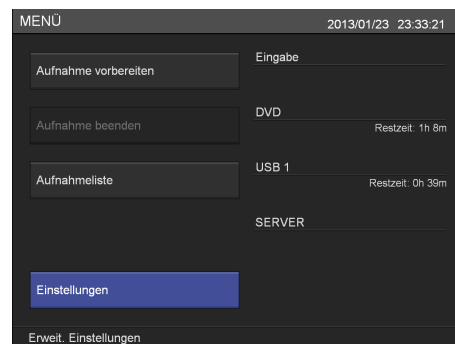 MENÜ 2013/01/23 23:33:21
Aufnahme vorbereiten
Aufnahme beenden
Aufnahmeliste
Einstellungen
Eingabe
DVD
Restzeit: 1h 8m
USB 1
Restzeit: 0h 39m
SERVER
Erweit. Einstellungen